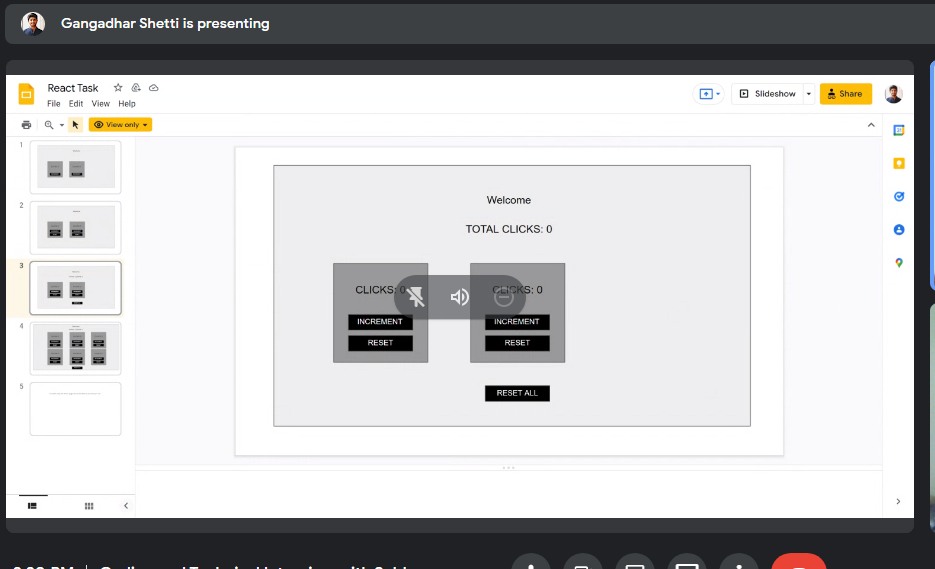 Gangadhar Shetti is presenting
React Task
File Edit View Help
Slideshow
Share
View only
1
2
3
4
5
Welcome
TOTAL CLICKS: 0
CLICKS: 0 CLICKS: 0
INCREMENT INCREMENT
RESET RESET
RESET ALL